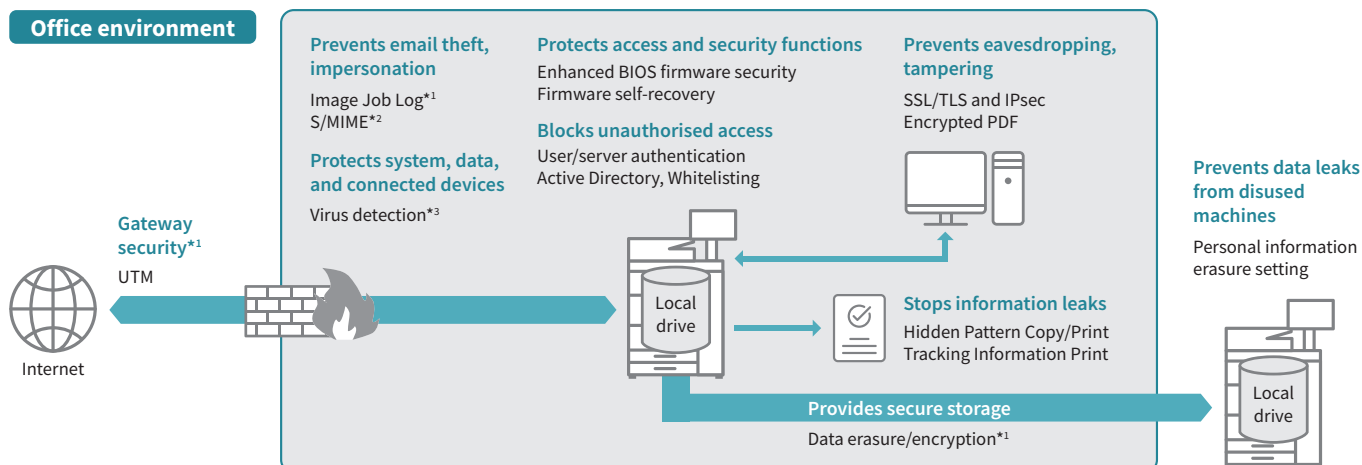 Office environment
Prevents email theft,
impersonation
Image Job Log*1
S/MIME*2
Protects system, data,
and connected devices
Virus detection*3
Protects access and security functions
Enhanced BIOS firmware security
Firmware self-recovery
Blocks unauthorised access
User/server authentication
Active Directory, Whitelisting
Prevents eavesdropping,
tampering
SSL/TLS and IPsec
Encrypted PDF
Prevents data leaks
from disused
machines
Personal information
erasure setting
Gateway
security*1
UTM
Internet
Local
drive
Stops information leaks
Hidden Pattern Copy/Print
Tracking Information Print
Provides secure storage
Data erasure/encryption*1
Local
drive